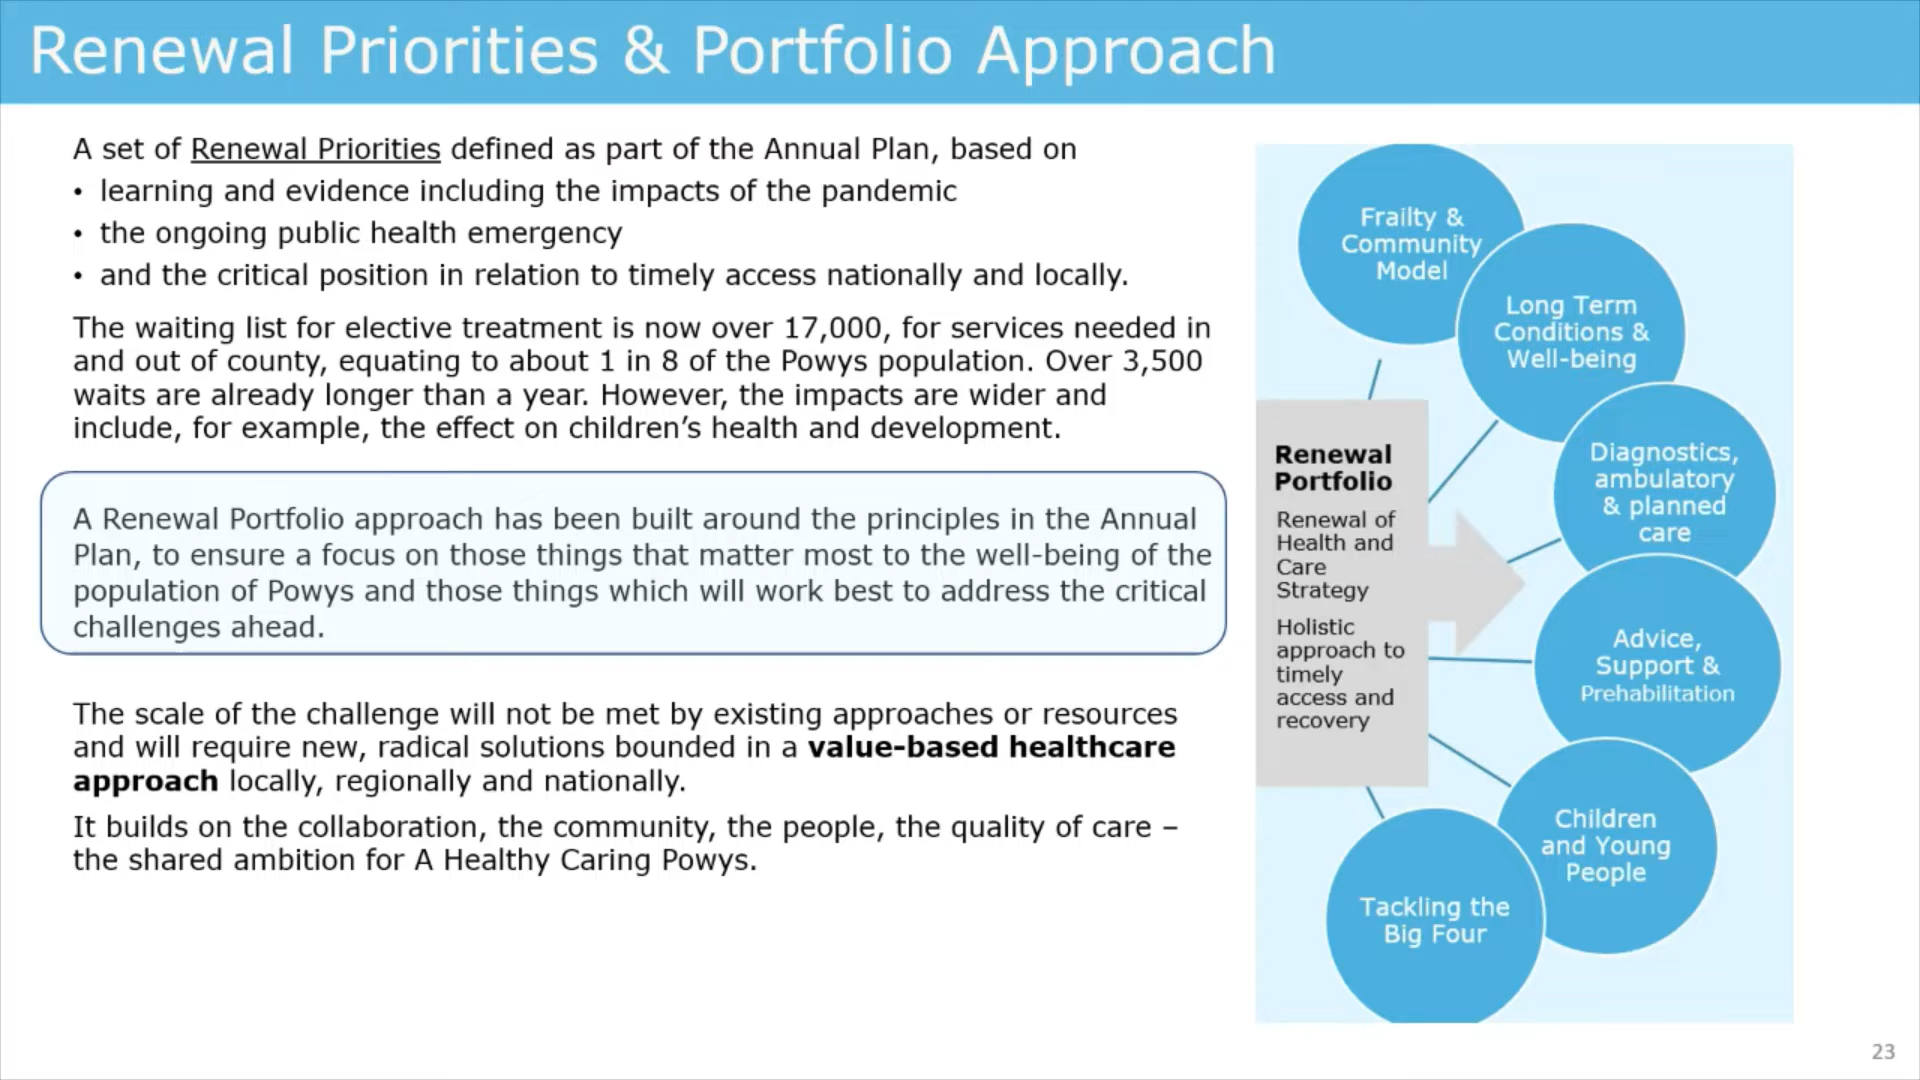 Renewal Priorities & Portfolio Approach
A set of Renewal Priorities defined as part of the Annual Plan, based on
• learning and evidence including the impacts of the pandemic
• the ongoing public health emergency
• and the critical position in relation to timely access nationally and locally.
The waiting list for elective treatment is now over 17,000, for services needed in
and out of county, equating to about 1 in 8 of the Powys population. Over 3,500
waits are already longer than a year. However, the impacts are wider and
include, for example, the effect on children’s health and development.
A Renewal Portfolio approach has been built around the principles in the Annual
Plan, to ensure a focus on those things that matter most to the well-being of the
population of Powys and those things which will work best to address the critical
challenges ahead.
The scale of the challenge will not be met by existing approaches or resources
and will require new, radical solutions bounded in a value-based healthcare
approach locally, regionally and nationally.
It builds on the collaboration, the community, the people, the quality of care –
the shared ambition for A Healthy Caring Powys.
Renewal
Portfolio
Renewal of
Health and
Care
Strategy
Holistic
approach to
timely
access and
recovery
Frailty &
Community
Model
Long Term
Conditions &
Well-being
Diagnostics,
ambulatory
& planned
care
Advice,
Support &
Prehabilitation
Children
and Young
People
Tackling the
Big Four
23